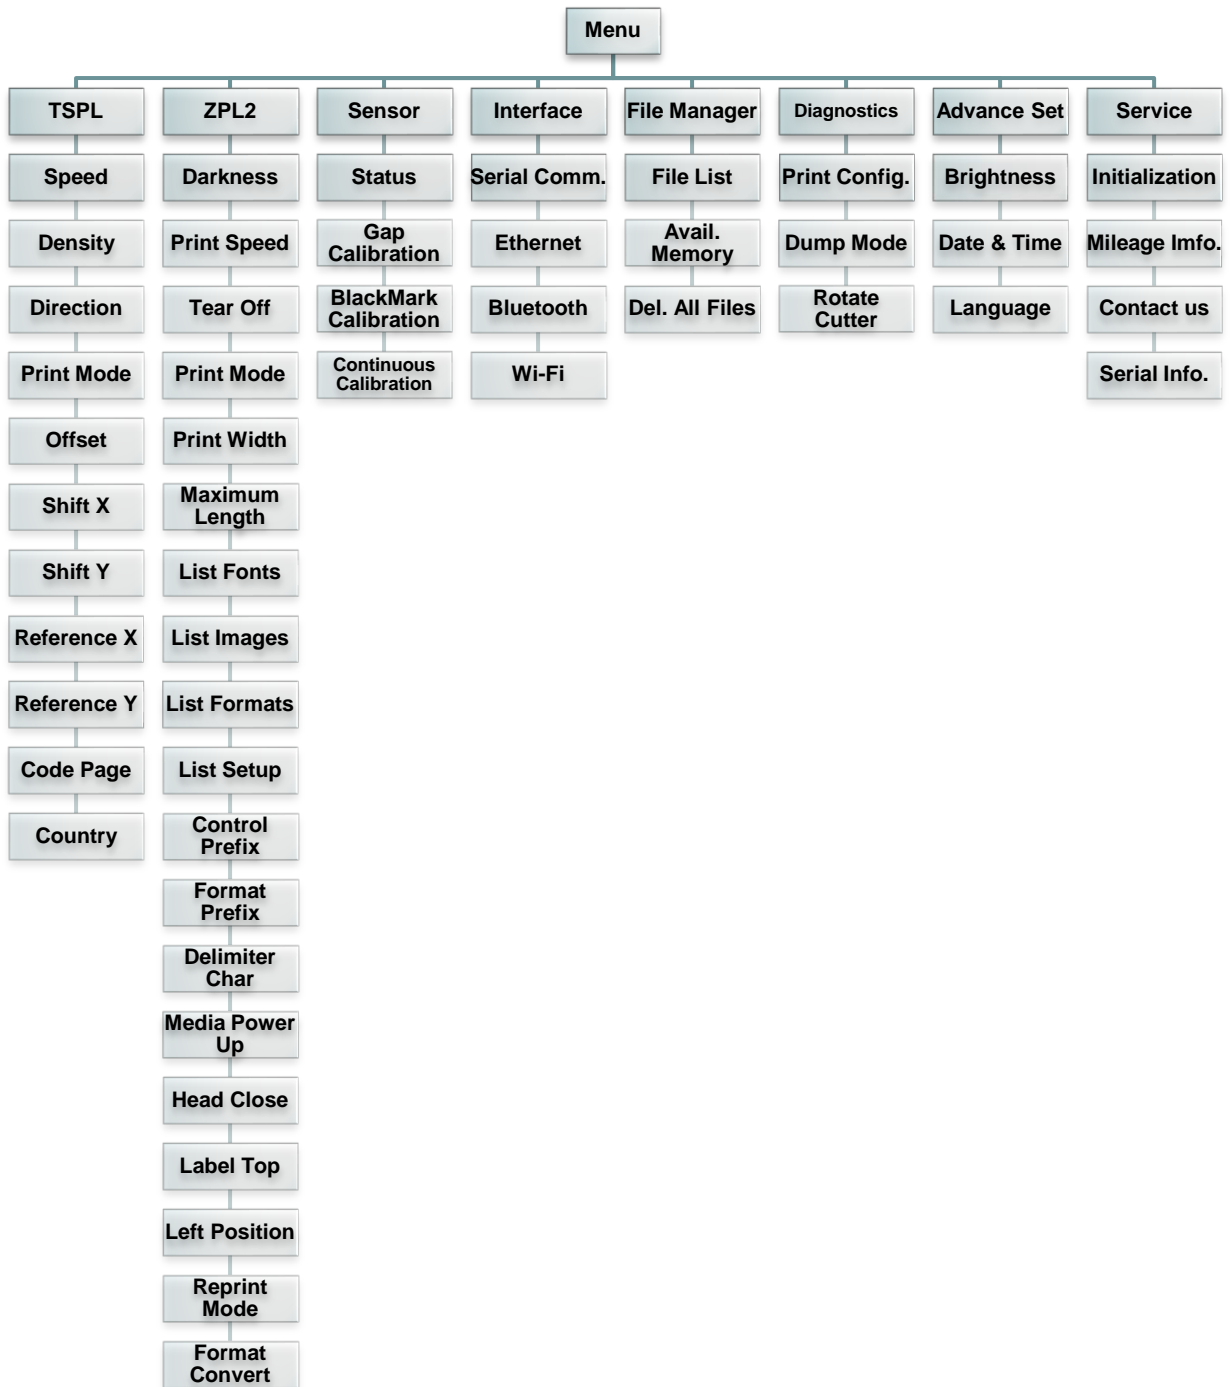 Menu
TSPL
Speed
Density
Direction
Print Mode
Offset
Shift X
Shift Y
Reference X
Reference Y
Code Page
Country
ZPL2
Darkness
Print Speed
Tear Off
Print Mode
Print Width
Maximum
Length
List Fonts
List Images
List Formats
List Setup
Control
Prefix
Format
Prefix
Delimiter
Char
Media Power
Up
Head Close
Label Top
Left Position
Reprint
Mode
Format
Convert
Sensor
Status
Gap
Calibration
BlackMark
Calibration
Continuous
Calibration
Interface
Serial Comm.
Ethernet
Bluetooth
Wi-Fi
File Manager
File List
Avail.
Memory
Del. All Files
Diagnostics
Print Config.
Dump Mode
Rotate
Cutter
Advance Set
Brightness
Date & Time
Language
Service
Initialization
Mileage Imfo.
Contact us
Serial Info.